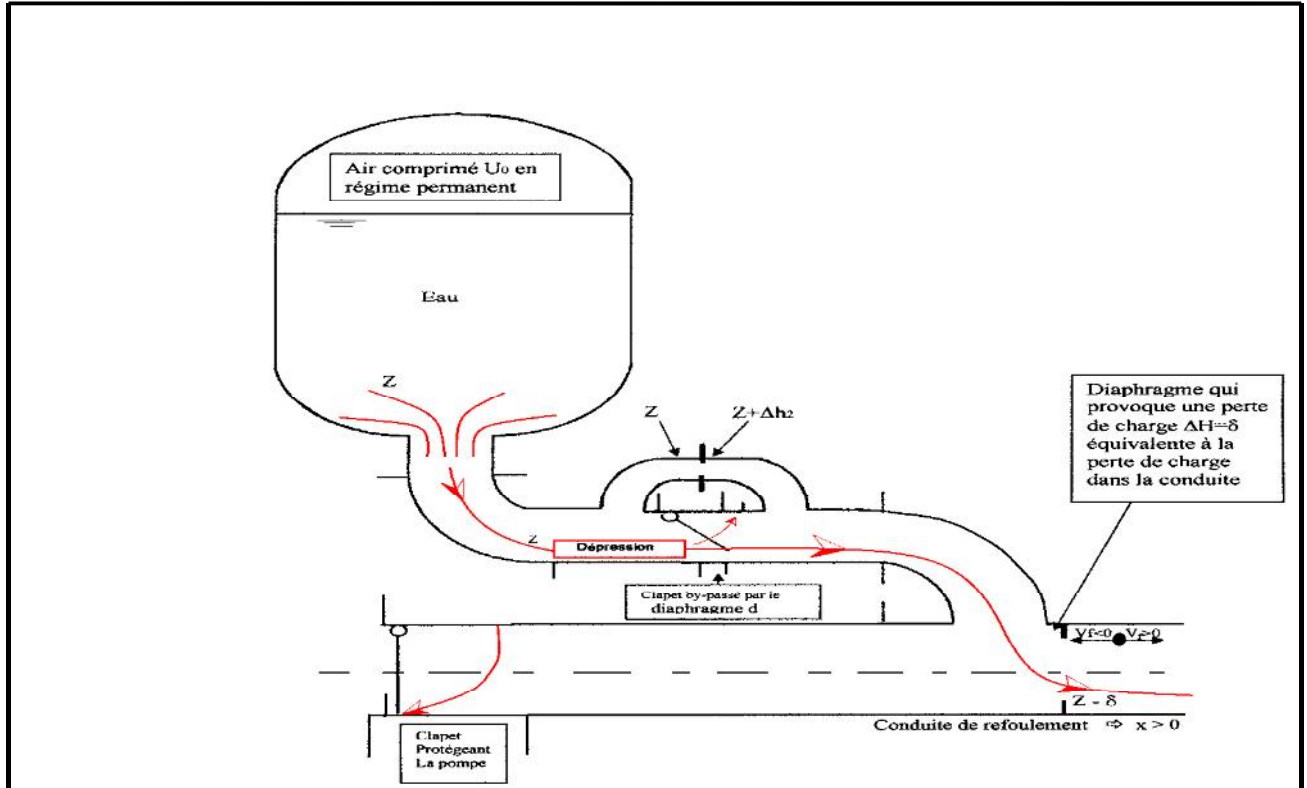 Air comprimé U₀ en
régime permanent
Eau
Z
Z
Z+Δh₂
Diaphragme qui
provoque une perte
de charge ΔH=δ
équivalente à la
perte de charge
dans la conduite
Z
Dépression
Clapet by-passé par le
diaphragme d
Vf<0
Vf>0
Z - δ
Conduite de refoulement ⇨ x > 0
Clapet
Protégeant
La pompe